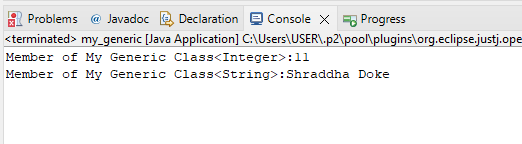 Problems @ Javadoc Declaration Console Progress
<terminated> my_generic [Java Application] C:\Users\USER\.p2\pool\plugins\org.eclipse.justj.ope
Member of My Generic Class<Integer>:11
Member of My Generic Class<String>:Shraddha Doke